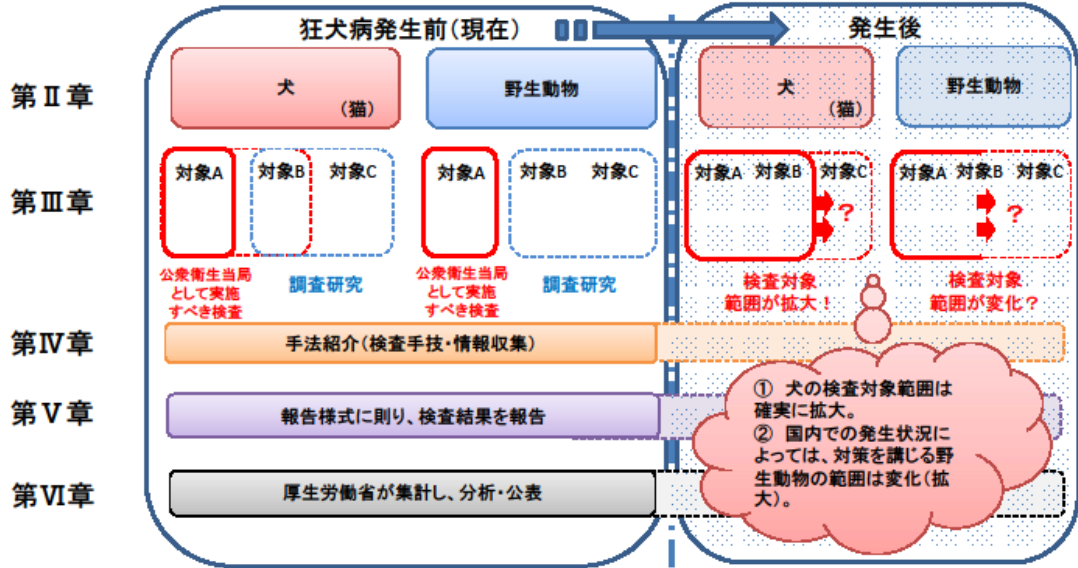 狂犬病発生前(現在)
発生後
第Ⅱ章
犬
(猫)
野生動物
犬
(猫)
野生動物
第Ⅲ章
対象A 対象B 対象C
対象A 対象B 対象C
対象A 対象B 対象C
対象A 対象B 対象C
?
?
公衆衛生当局
として実施
すべき検査
調査研究
公衆衛生当局
として実施
すべき検査
調査研究
検査対象
範囲が拡大!
検査対象
範囲が変化?
第Ⅳ章
手法紹介(検査手技・情報収集)
第Ⅴ章
報告様式に則り、検査結果を報告
第Ⅵ章
厚生労働省が集計し、分析・公表
① 犬の検査対象範囲は
確実に拡大。
② 国内での発生状況に
よっては、対策を講じる野
生動物の範囲は変化(拡
大)。